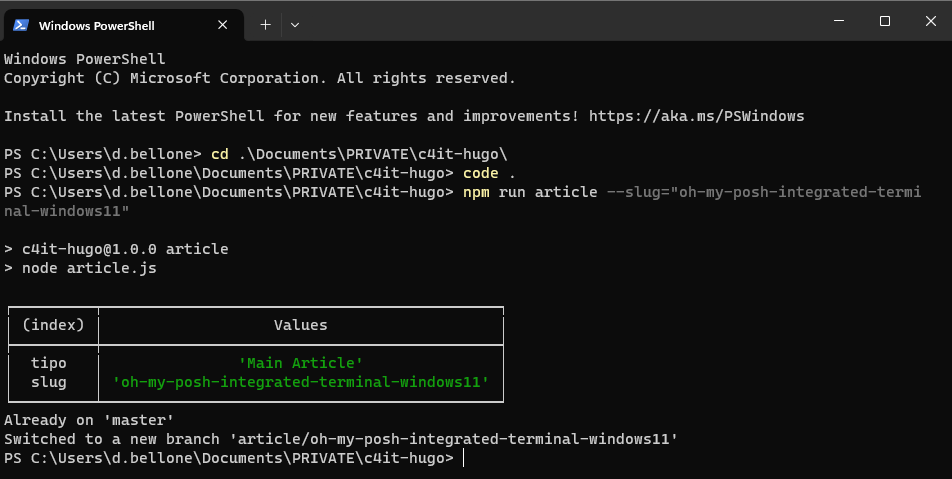 Windows PowerShell
Windows PowerShell
Copyright (C) Microsoft Corporation. All rights reserved.
Install the latest PowerShell for new features and improvements! https://aka.ms/PSWindows
PS C:\Users\d.bellone> cd .\Documents\PRIVATE\c4it-hugo\
PS C:\Users\d.bellone\Documents\PRIVATE\c4it-hugo> code .
PS C:\Users\d.bellone\Documents\PRIVATE\c4it-hugo> npm run article --slug="oh-my-posh-integrated-termi
nal-windows11"
> c4it-hugo@1.0.0 article
> node article.js
(index) Values
tipo 'Main Article'
slug 'oh-my-posh-integrated-terminal-windows11'
Already on 'master'
Switched to a new branch 'article/oh-my-posh-integrated-terminal-windows11'
PS C:\Users\d.bellone\Documents\PRIVATE\c4it-hugo>